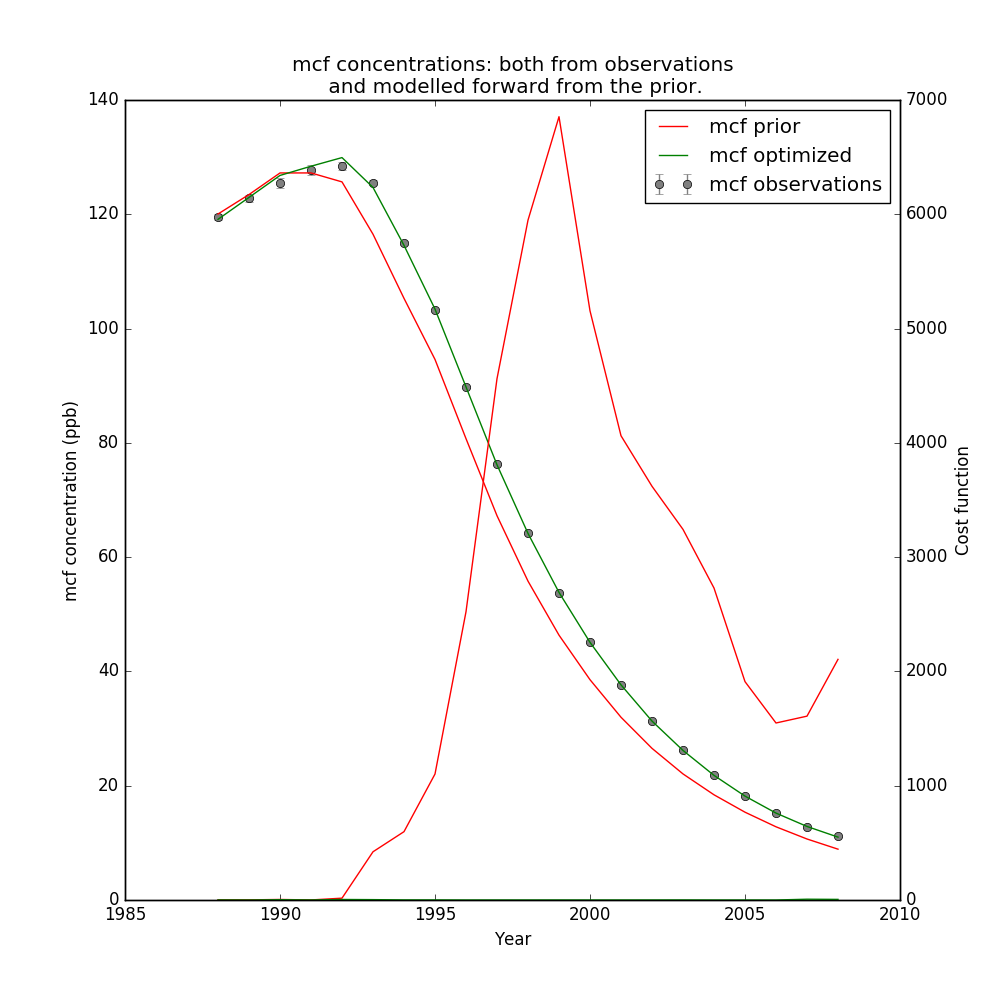 mcf concentrations: both from observations
and modelled forward from the prior.
mcf prior
mcf optimized
mcf observations
140
120
100
80
60
40
20
0
7000
6000
5000
4000
3000
2000
1000
0
mcf concentration (ppb)
Cost function
1985
1990
1995
2000
2005
2010
Year